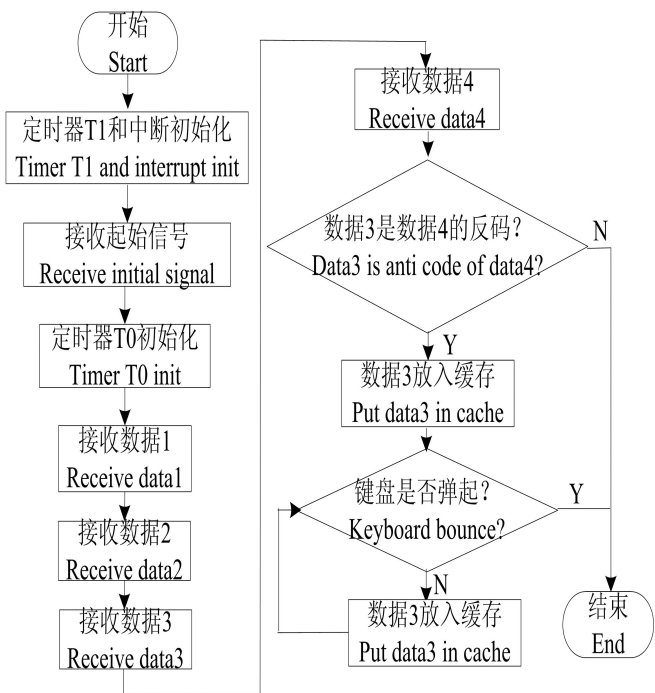 开始
Start
定时器T1和中断初始化
Timer T1 and interrupt init
接收起始信号
Receive initial signal
定时器T0初始化
Timer T0 init
接收数据1
Receive data1
接收数据2
Receive data2
接收数据3
Receive data3
接收数据4
Receive data4
数据3是数据4的反码？
Data3 is anti code of data4?
N
Y
数据3放入缓存
Put data3 in cache
键盘是否弹起？
Keyboard bounce?
Y
N
数据3放入缓存
Put data3 in cache
结束
End